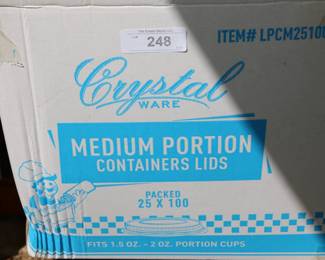 248
ITEM# LPCM2510
Crystal
WARE
MEDIUM PORTION
CONTAINERS LIDS
PACKED
25 X 100
FITS 1.5 OZ. - 2 OZ. PORTION CUPS